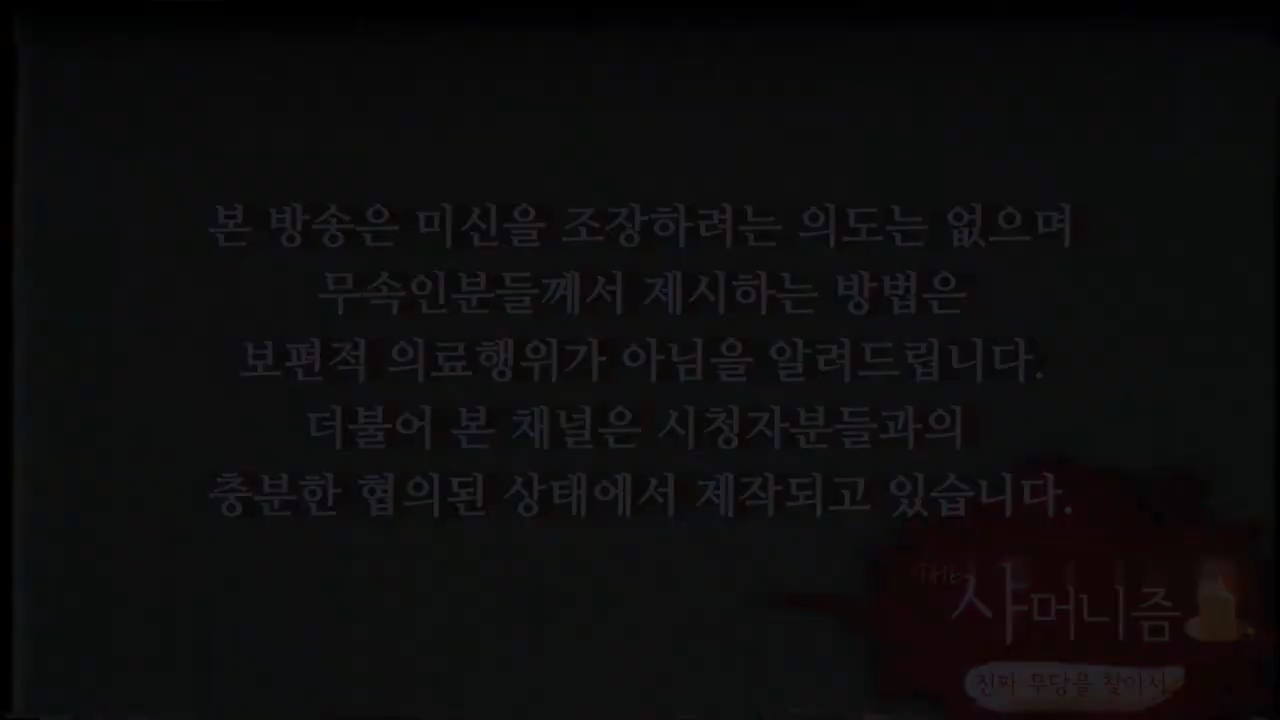 본 방송은 미신을 조장하려는 의도는 없으며
무속인분들께서 제시하는 방법은
보편적 의료행위가 아님을 알려드립니다.
더불어 본 채널은 시청자분들과의
충분한 협의된 상태에서 제작되고 있습니다.
THE
샤머니즘
진짜 무당을 찾아서